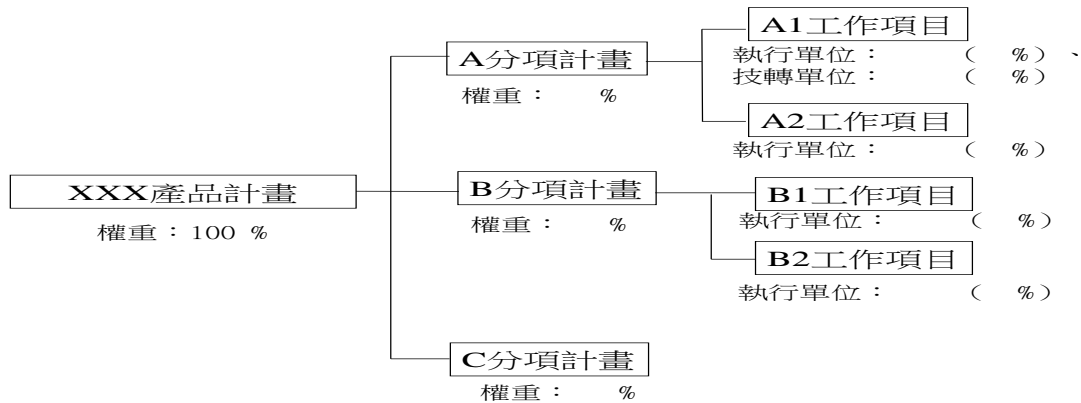 A1工作項目
A分項計畫
執行單位： （ %）、
技轉單位： （ %）
權重： %
A2工作項目
執行單位： （ %）
XXX產品計畫
權重：100 %
B分項計畫
權重： %
B1工作項目
執行單位： （ %）
B2工作項目
執行單位： （ %）
C分項計畫
權重： %